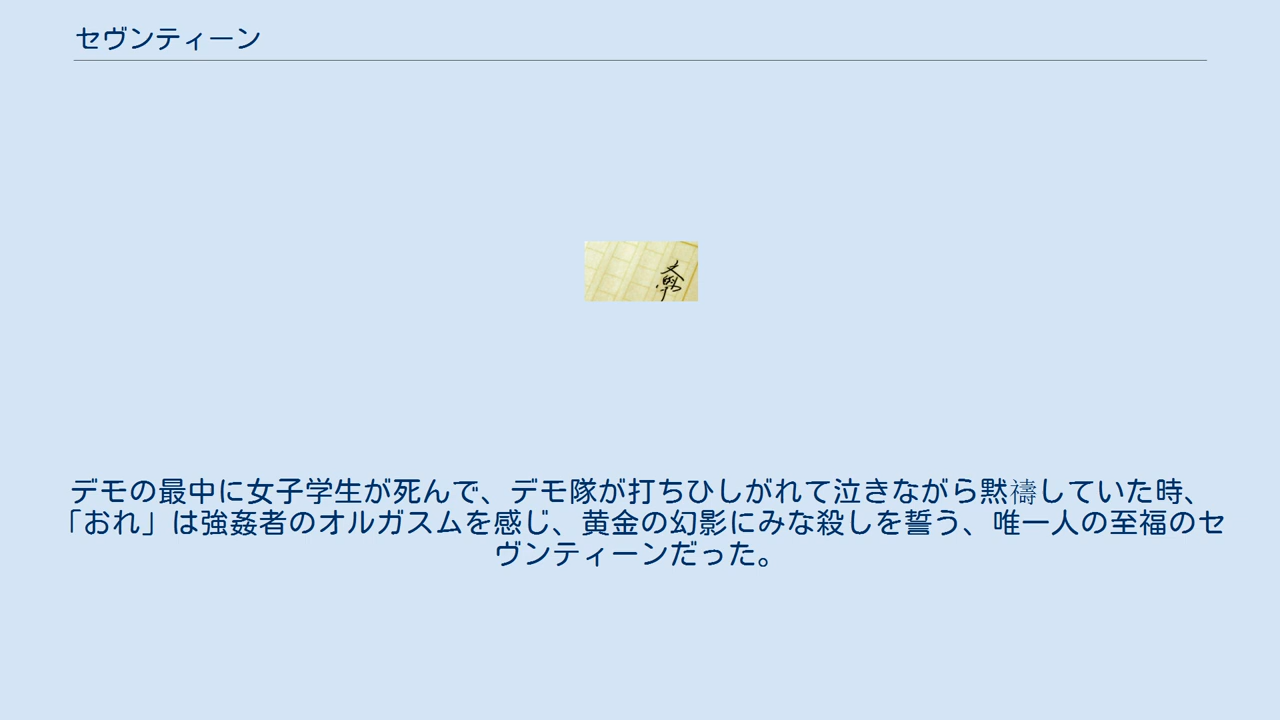 セヴンティーン
デモの最中に女子学生が死んで、デモ隊が打ちひしがれて泣きながら黙禱していた時、
「おれ」は強姦者のオルガスムを感じ、黄金の幻影にみな殺しを誓う、唯一人の至福のセ
ヴンティーンだった。